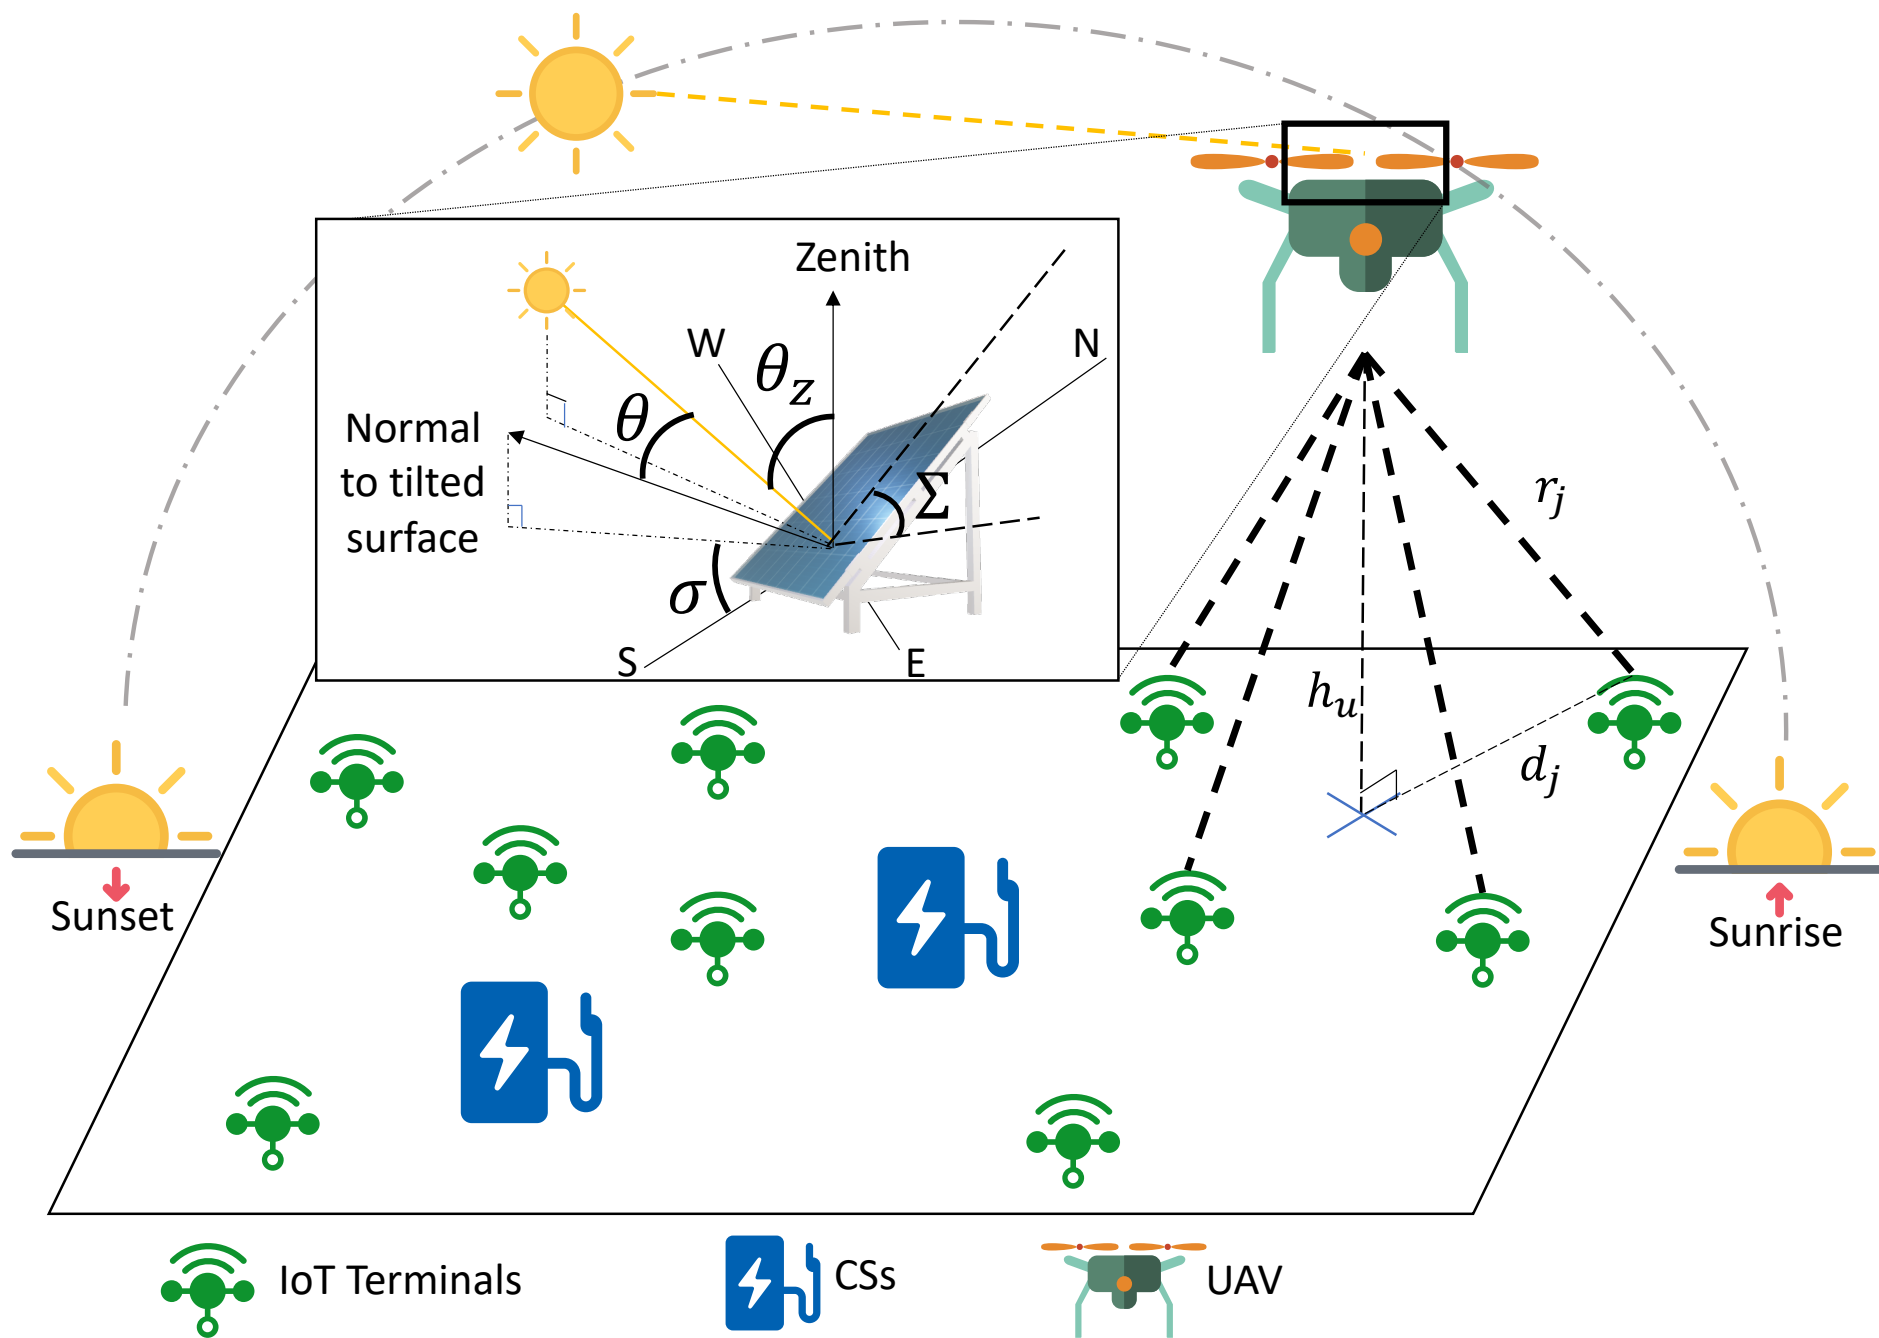 Zenith
W
N
θz
θ
Normal
to tilted
surface
Σ
σ
S
E
rj
hu
dj
Sunset
Sunrise
IoT Terminals
CSs
UAV